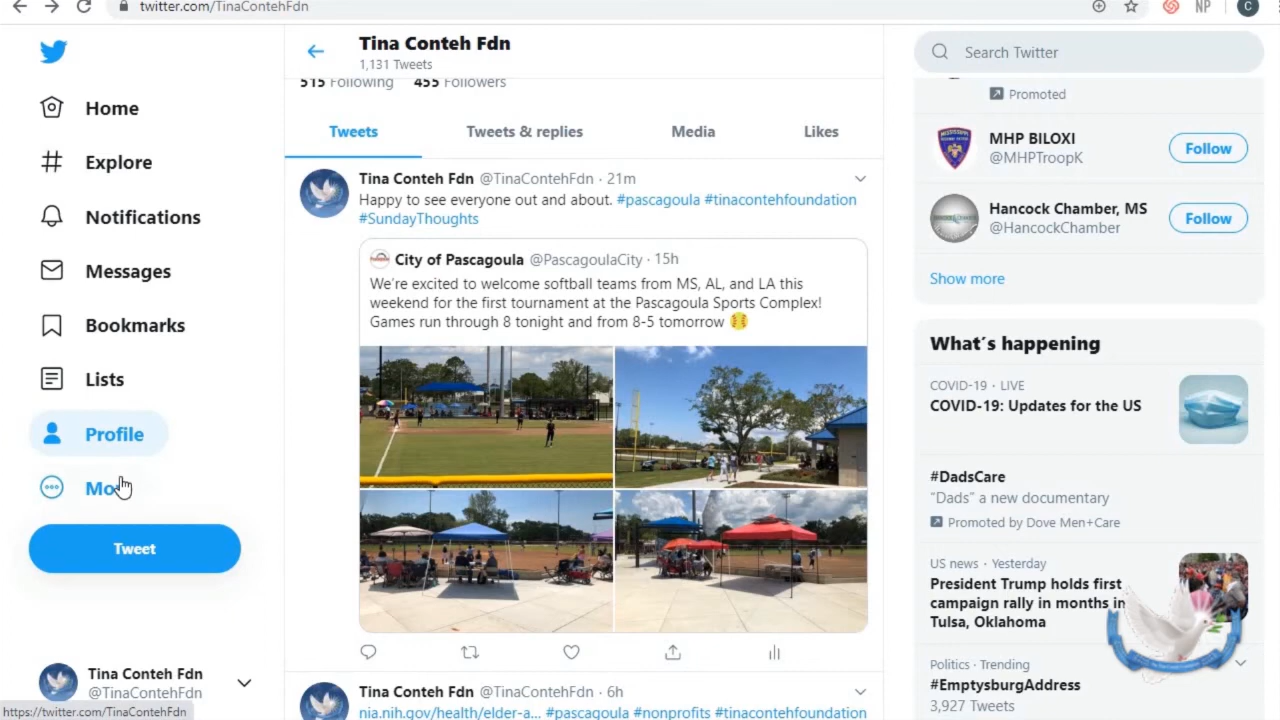 twitter.com/TinaContehFdn
NP
C
Tina Conteh Fdn
1,131 Tweets
515 Following 455 Followers
Tweets
Tweets & replies
Media
Likes
Home
Explore
Notifications
Messages
Bookmarks
Lists
Profile
Tweet
Tina Conteh Fdn
@TinaContehFdn
https://twitter.com/TinaContehFdn
Tina Conteh Fdn @TinaContehFdn · 21m
Happy to see everyone out and about. #pascagoula #tinacontehfoundation
#SundayThoughts
City of Pascagoula @PascagoulaCity · 15h
We're excited to welcome softball teams from MS, AL, and LA this
weekend for the first tournament at the Pascagoula Sports Complex!
Games run through 8 tonight and from 8-5 tomorrow
Tina Conteh Fdn @TinaContehFdn · 6h
nia.nih.gov/health/elder-a... #pascagoula #nonprofits #tinacontehfoundation
Search Twitter
Promoted
MHP BILOXI
@MHPTroopK
Follow
Hancock Chamber, MS
@HancockChamber
Follow
Show more
What's happening
COVID-19 · LIVE
COVID-19: Updates for the US
#DadsCare
"Dads" a new documentary
Promoted by Dove Men+Care
US news · Yesterday
President Trump holds first
campaign rally in months in
Tulsa, Oklahoma
Politics · Trending
#EmptysburgAddress
3,927 Tweets